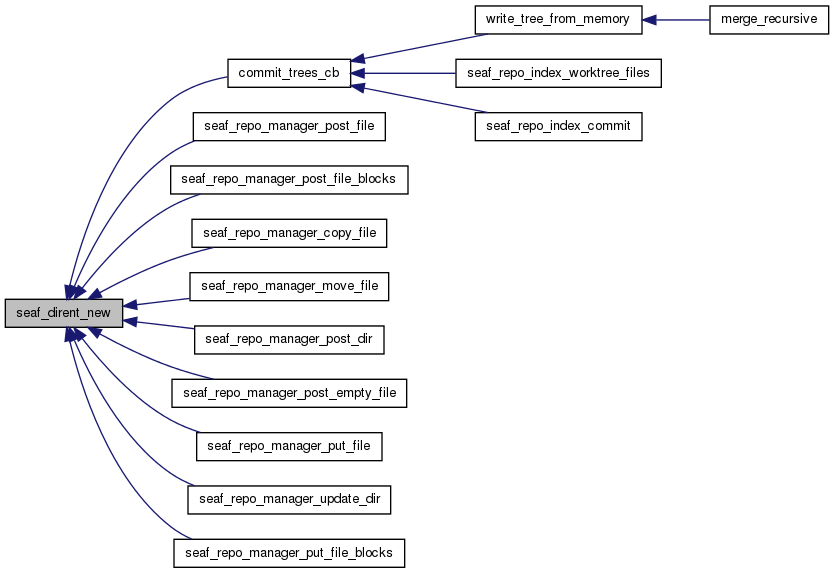 write_tree_from_memory
merge_recursive
commit_trees_cb
seaf_repo_index_worktree_files
seaf_repo_manager_post_file
seaf_repo_index_commit
seaf_repo_manager_post_file_blocks
seaf_repo_manager_copy_file
seaf_repo_manager_move_file
seaf_dirent_new
seaf_repo_manager_post_dir
seaf_repo_manager_post_empty_file
seaf_repo_manager_put_file
seaf_repo_manager_update_dir
seaf_repo_manager_put_file_blocks